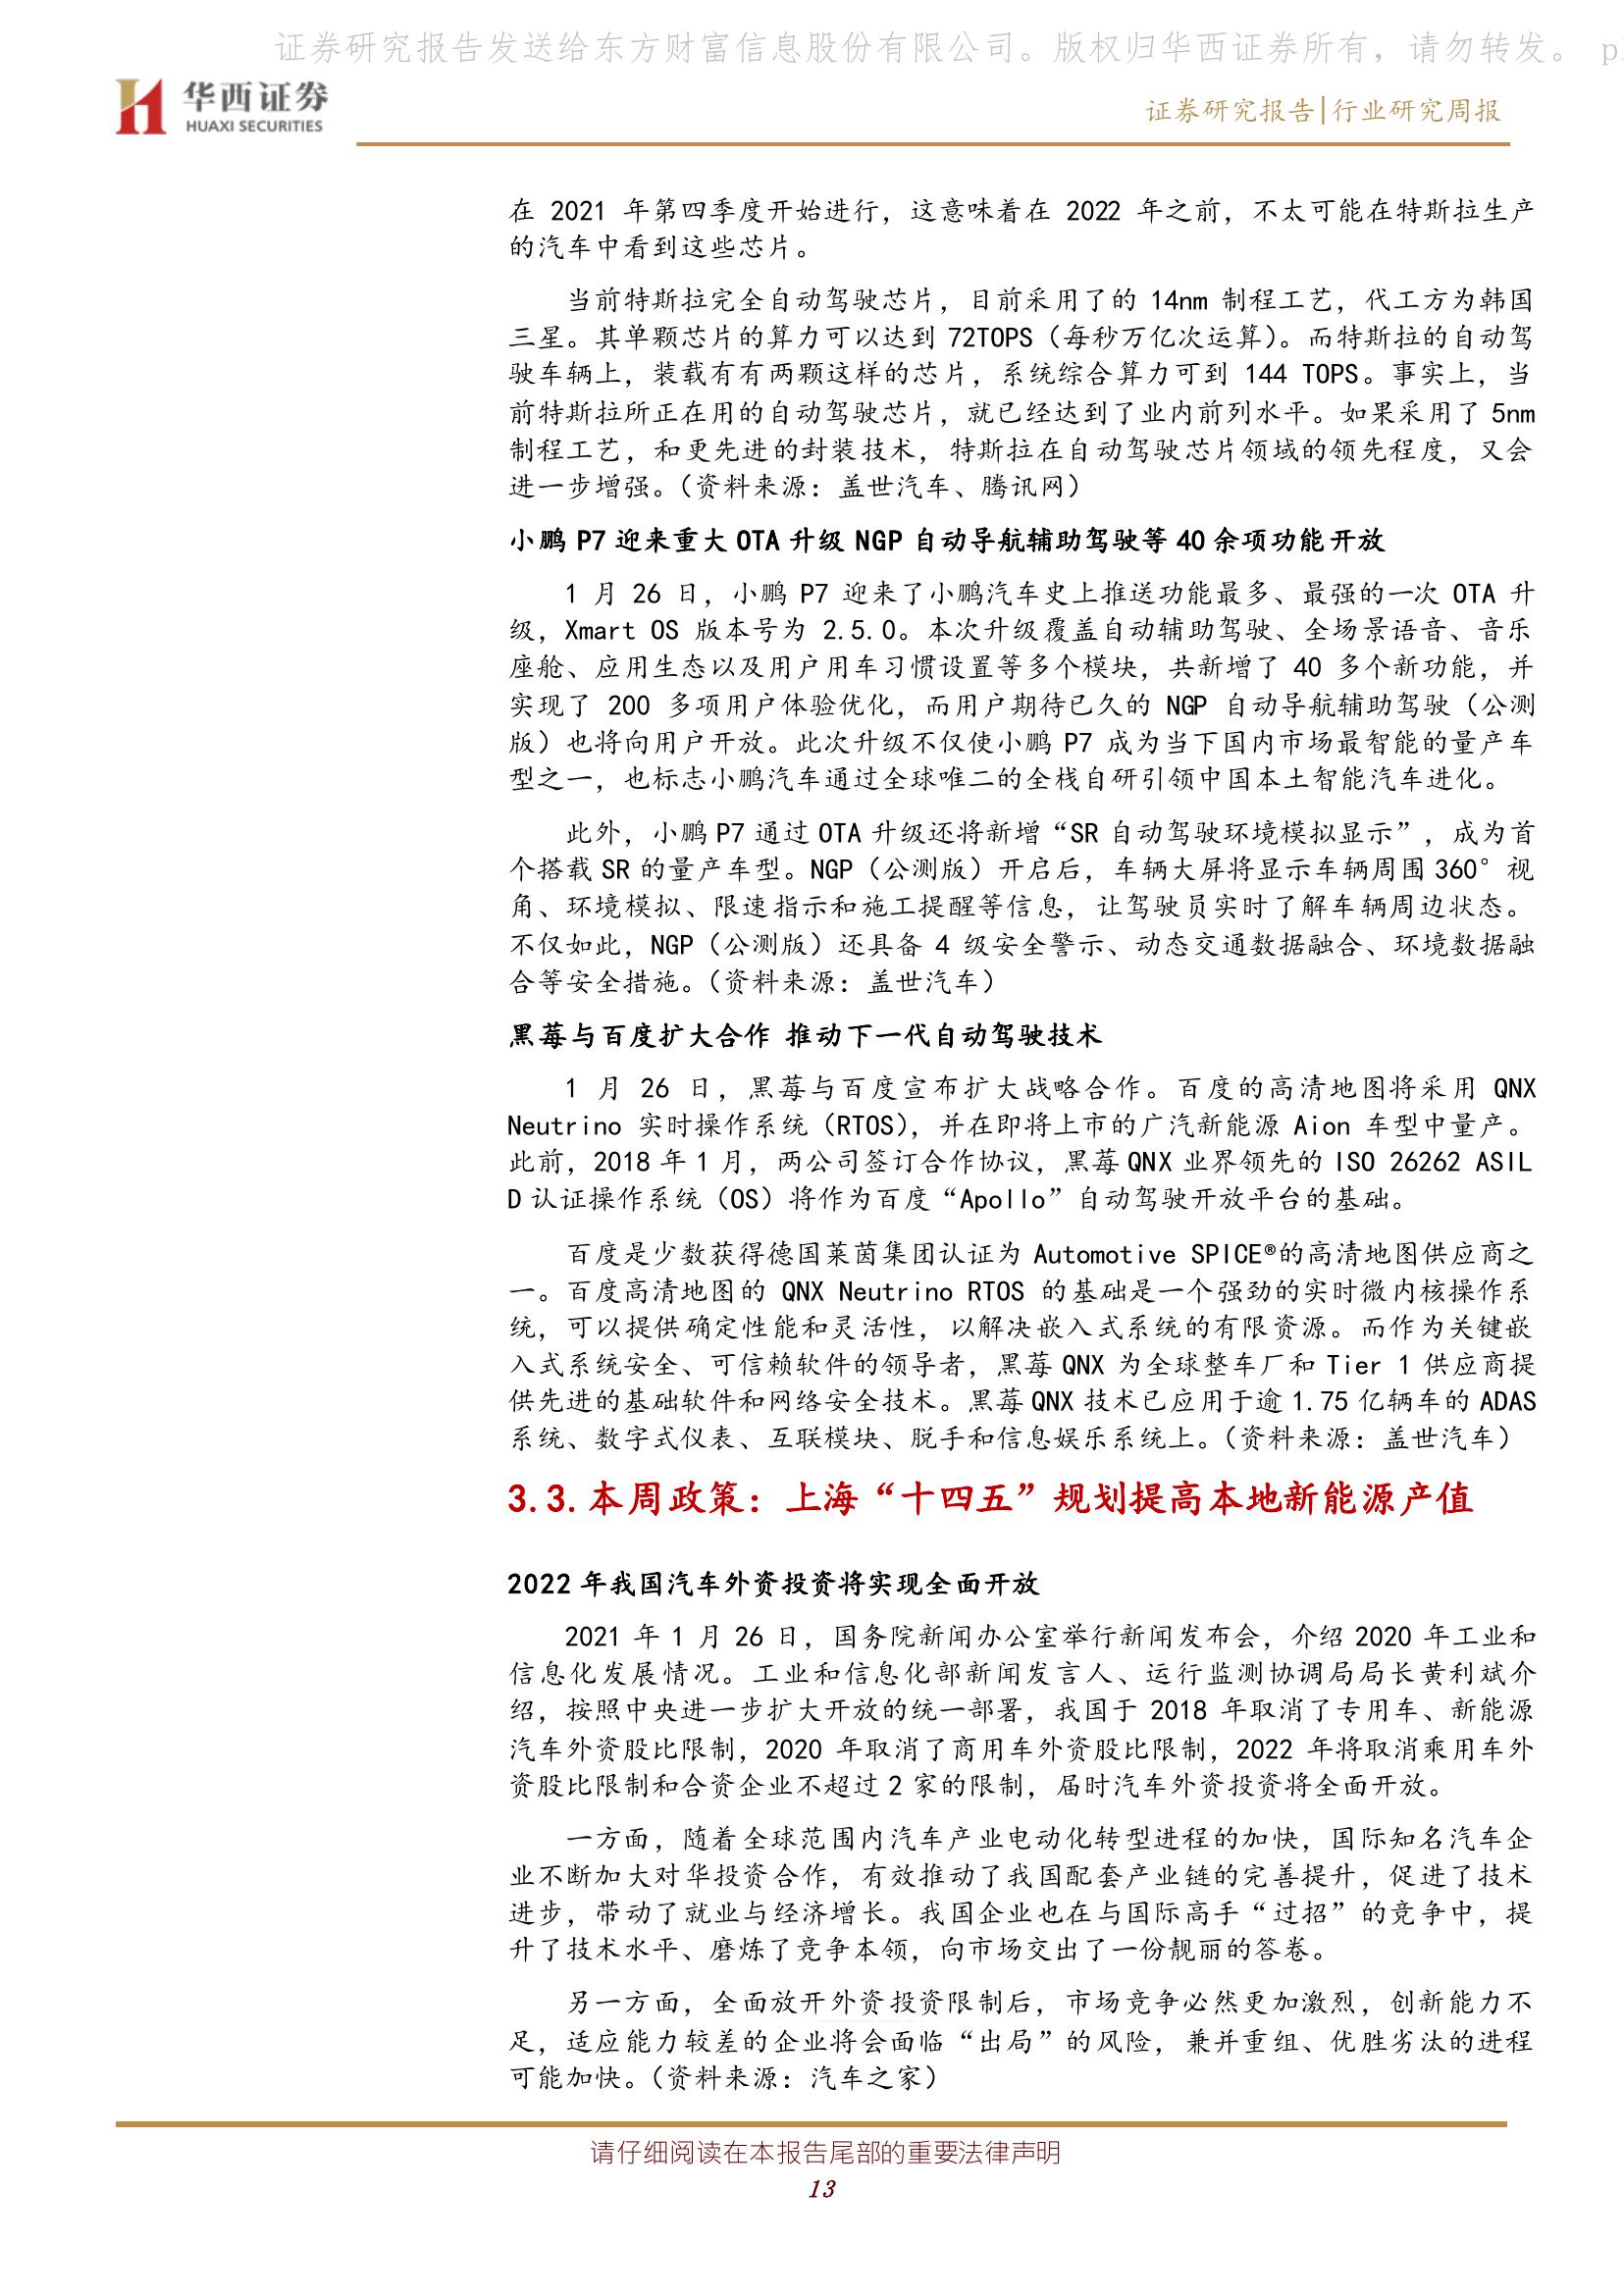 证券研究报告发送给东方财富信息股份有限公司。版权归华西证券所有，请勿转发。 p
华西证券
HUAXI SECURITIES
证券研究报告|行业研究周报
在 2021 年第四季度开始进行，这意味着在 2022 年之前，不太可能在特斯拉生产
的汽车中看到这些芯片。
当前特斯拉完全自动驾驶芯片，目前采用了的 14nm 制程工艺，代工方为韩国
三星。其单颗芯片的算力可以达到 72TOPS（每秒万亿次运算）。而特斯拉的自动驾
驶车辆上，装载有有两颗这样的芯片，系统综合算力可到 144 TOPS。事实上，当
前特斯拉所正在用的自动驾驶芯片，就已经达到了业内前列水平。如果采用了 5nm
制程工艺，和更先进的封装技术，特斯拉在自动驾驶芯片领域的领先程度，又会
进一步增强。（资料来源：盖世汽车、腾讯网）
小鹏 P7 迎来重大 OTA 升级 NGP 自动导航辅助驾驶等 40 余项功能开放
1 月 26 日，小鹏 P7 迎来了小鹏汽车史上推送功能最多、最强的一次 OTA 升
级，Xmart OS 版本号为 2.5.0。本次升级覆盖自动辅助驾驶、全场景语音、音乐
座舱、应用生态以及用户用车习惯设置等多个模块，共新增了 40 多个新功能，并
实现了 200 多项用户体验优化，而用户期待已久的 NGP 自动导航辅助驾驶（公测
版）也将向用户开放。此次升级不仅使小鹏 P7 成为当下国内市场最智能的量产车
型之一，也标志小鹏汽车通过全球唯二的全栈自研引领中国本土智能汽车进化。
此外，小鹏 P7 通过 OTA 升级还将新增“SR 自动驾驶环境模拟显示”，成为首
个搭载 SR 的量产车型。NGP（公测版）开启后，车辆大屏将显示车辆周围 360°视
角、环境模拟、限速指示和施工提醒等信息，让驾驶员实时了解车辆周边状态。
不仅如此，NGP（公测版）还具备 4 级安全警示、动态交通数据融合、环境数据融
合等安全措施。（资料来源：盖世汽车）
黑莓与百度扩大合作 推动下一代自动驾驶技术
1 月 26 日，黑莓与百度宣布扩大战略合作。百度的高清地图将采用 QNX
Neutrino 实时操作系统（RTOS），并在即将上市的广汽新能源 Aion 车型中量产。
此前，2018 年 1 月，两公司签订合作协议，黑莓 QNX 业界领先的 ISO 26262 ASIL
D 认证操作系统（OS）将作为百度“Apollo”自动驾驶开放平台的基础。
百度是少数获得德国莱茵集团认证为 Automotive SPICE®的高清地图供应商之
一。百度高清地图的 QNX Neutrino RTOS 的基础是一个强劲的实时微内核操作系
统，可以提供确定性能和灵活性，以解决嵌入式系统的有限资源。而作为关键嵌
入式系统安全、可信赖软件的领导者，黑莓 QNX 为全球整车厂和 Tier 1 供应商提
供先进的基础软件和网络安全技术。黑莓 QNX 技术已应用于逾 1.75 亿辆车的 ADAS
系统、数字式仪表、互联模块、脱手和信息娱乐系统上。（资料来源：盖世汽车）
3.3.本周政策：上海“十四五”规划提高本地新能源产值
2022 年我国汽车外资投资将实现全面开放
2021 年 1 月 26 日，国务院新闻办公室举行新闻发布会，介绍 2020 年工业和
信息化发展情况。工业和信息化部新闻发言人、运行监测协调局局长黄利斌介
绍，按照中央进一步扩大开放的统一部署，我国于 2018 年取消了专用车、新能源
汽车外资股比限制，2020 年取消了商用车外资股比限制，2022 年将取消乘用车外
资股比限制和合资企业不超过 2 家的限制，届时汽车外资投资将全面开放。
一方面，随着全球范围内汽车产业电动化转型进程的加快，国际知名汽车企
业不断加大对华投资合作，有效推动了我国配套产业链的完善提升，促进了技术
进步，带动了就业与经济增长。我国企业也在与国际高手“过招”的竞争中，提
升了技术水平、磨炼了竞争本领，向市场交出了一份靓丽的答卷。
另一方面，全面放开外资投资限制后，市场竞争必然更加激烈，创新能力不
足，适应能力较差的企业将会面临“出局”的风险，兼并重组、优胜劣汰的进程
可能加快。（资料来源：汽车之家）
请仔细阅读在本报告尾部的重要法律声明
13